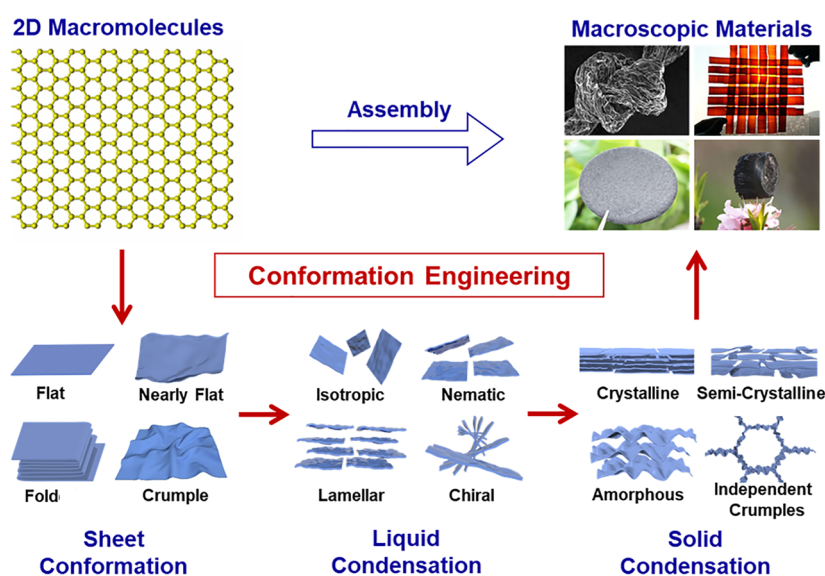 2D Macromolecules
Macroscopic Materials
Assembly
Conformation Engineering
Flat
Nearly Flat
Isotropic
Nematic
Crystalline
Semi-Crystalline
Fold
Crumple
Lamellar
Chiral
Amorphous
Independent
Crumples
Sheet
Conformation
Liquid
Condensation
Solid
Condensation